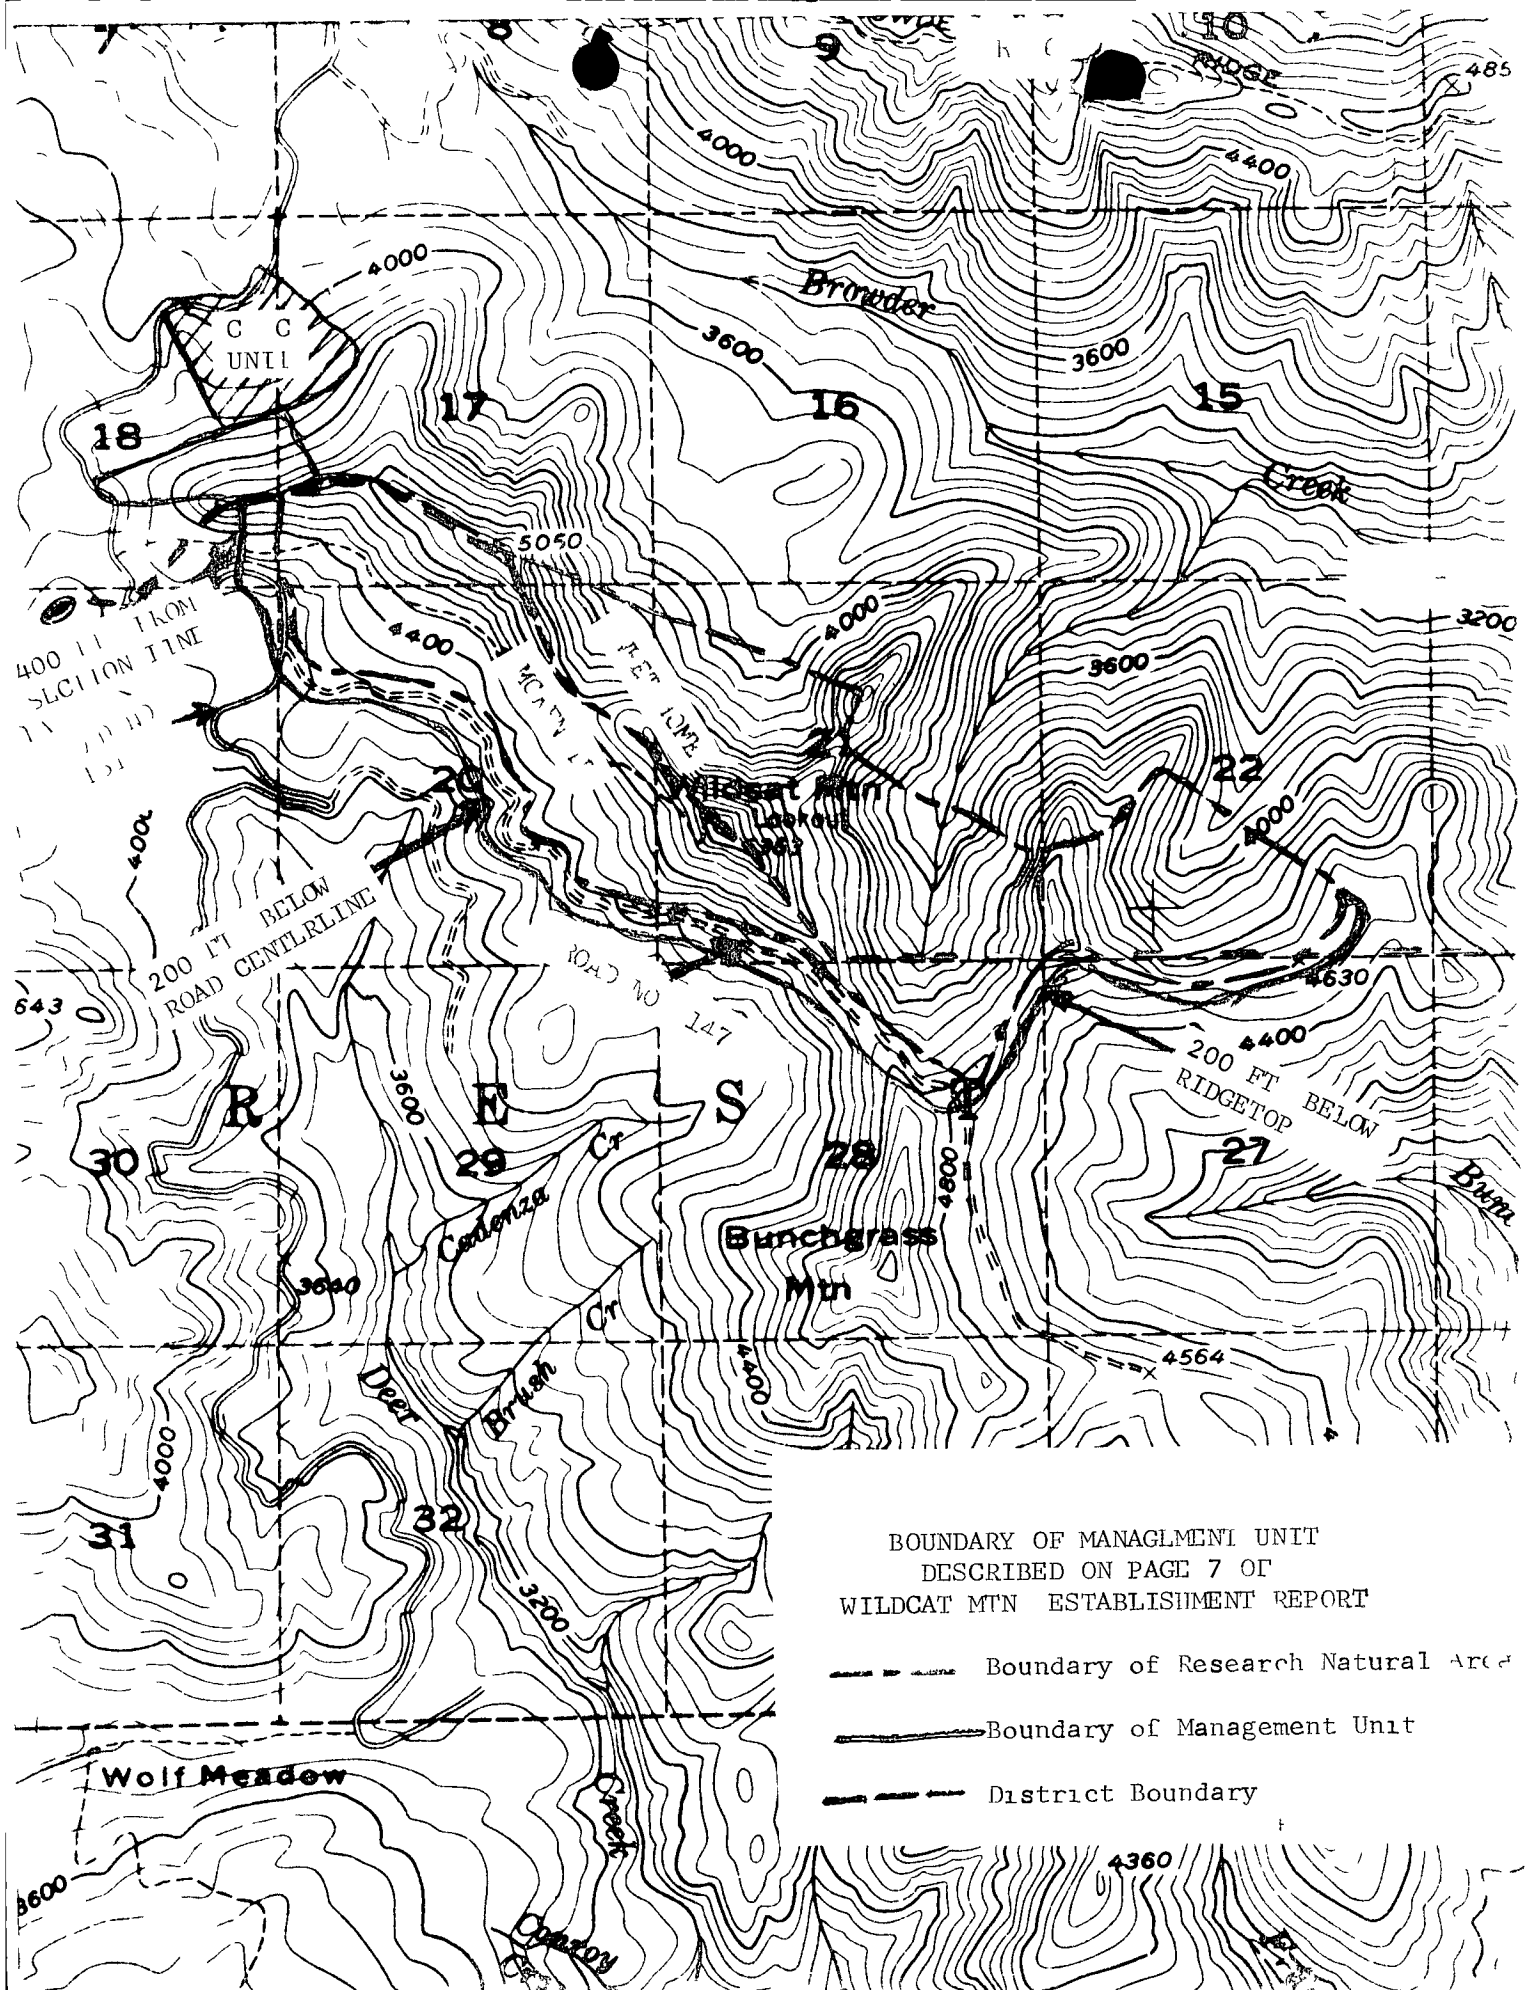 8
9
10
RIDGE
485
4000
4400
4000
Browder
3600
3600
C C
UNIT
17
16
15
18
Creek
5050
4000
3200
400 FT FROM
SECTION LINE
4400
3600
21
22
20
Wildcat Mtn
Lookout
4000
4000
200 FT BELOW
ROAD CENTERLINE
ROAD NO 147
4630
643
4400
200 FT BELOW
RIDGETOP
3600
R E S T
30
29
Cr
28
27
4800
Cadenza
Bunchgrass
Mtn
3640
Cr
4564
4400
Deer
Brush
4000
32
31
3200
BOUNDARY OF MANAGEMENT UNIT
DESCRIBED ON PAGE 7 OF
WILDCAT MTN ESTABLISHMENT REPORT
Boundary of Research Natural Area
Boundary of Management Unit
District Boundary
Wolf Meadow
Creek
4360
3600
Conroy